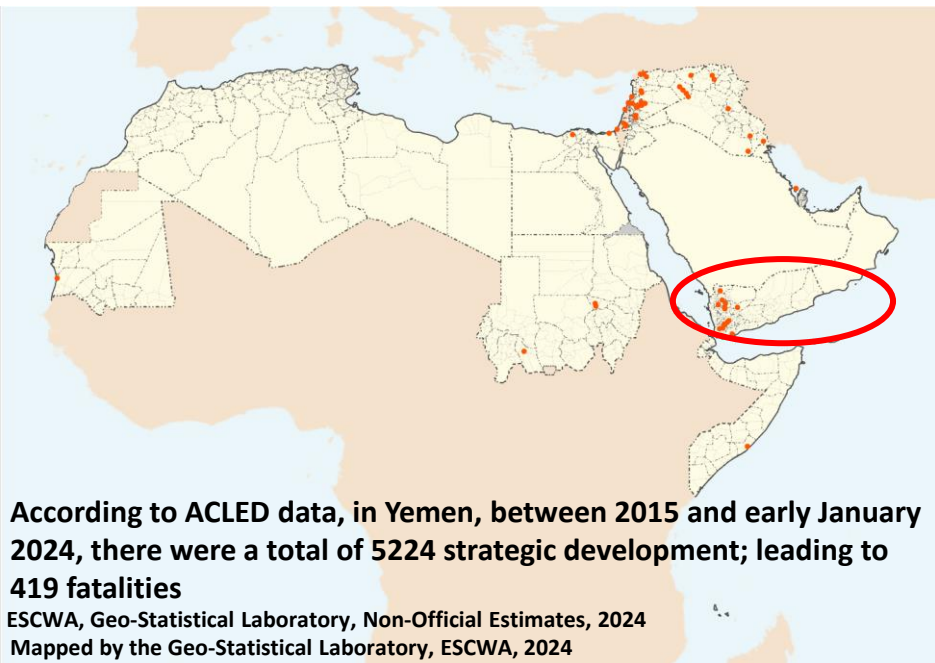 According to ACLED data, in Yemen, between 2015 and early January
2024, there were a total of 5224 strategic development; leading to
419 fatalities
ESCWA, Geo-Statistical Laboratory, Non-Official Estimates, 2024
Mapped by the Geo-Statistical Laboratory, ESCWA, 2024